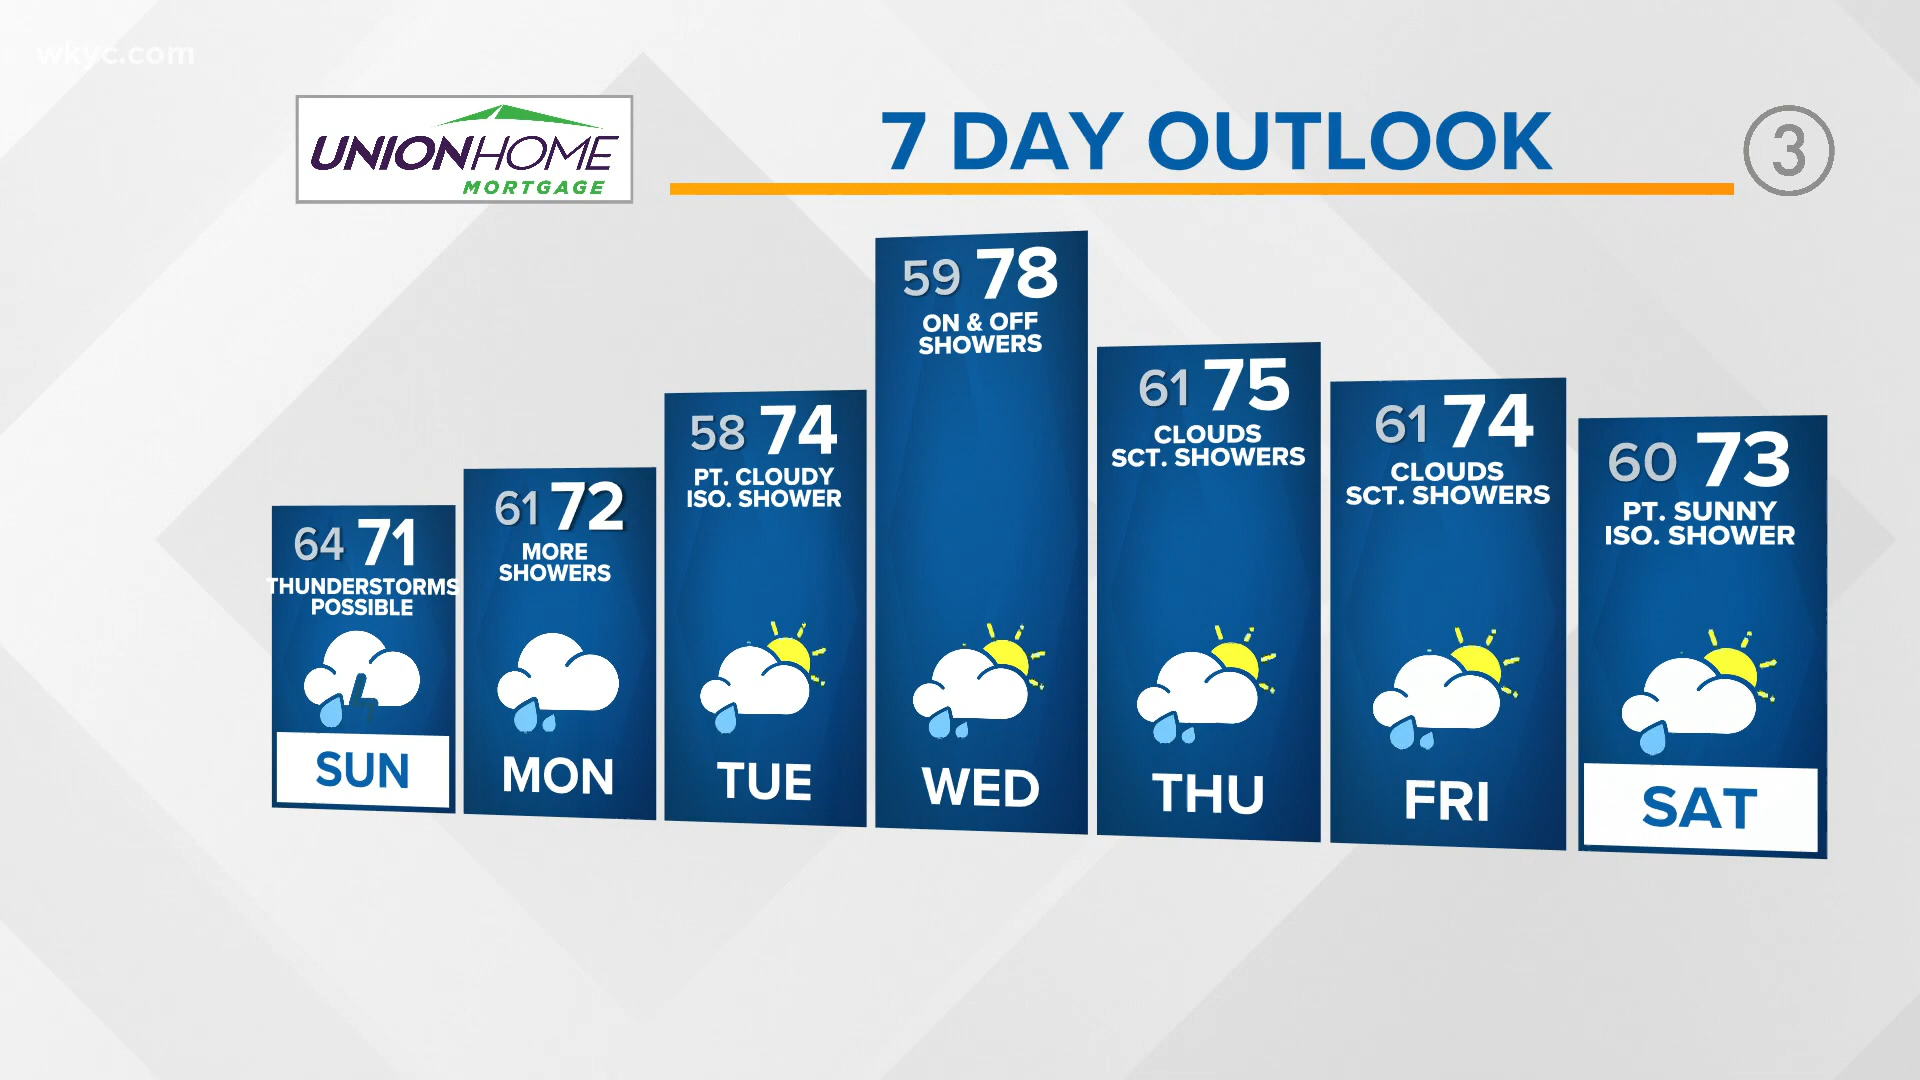 wkyc.com
UNIONHOME
MORTGAGE
7 DAY OUTLOOK
3
64 71
THUNDERSTORMS
POSSIBLE
SUN
61 72
MORE
SHOWERS
MON
58 74
PT. CLOUDY
ISO. SHOWER
TUE
59 78
ON & OFF
SHOWERS
WED
61 75
CLOUDS
SCT. SHOWERS
THU
61 74
CLOUDS
SCT. SHOWERS
FRI
60 73
PT. SUNNY
ISO. SHOWER
SAT